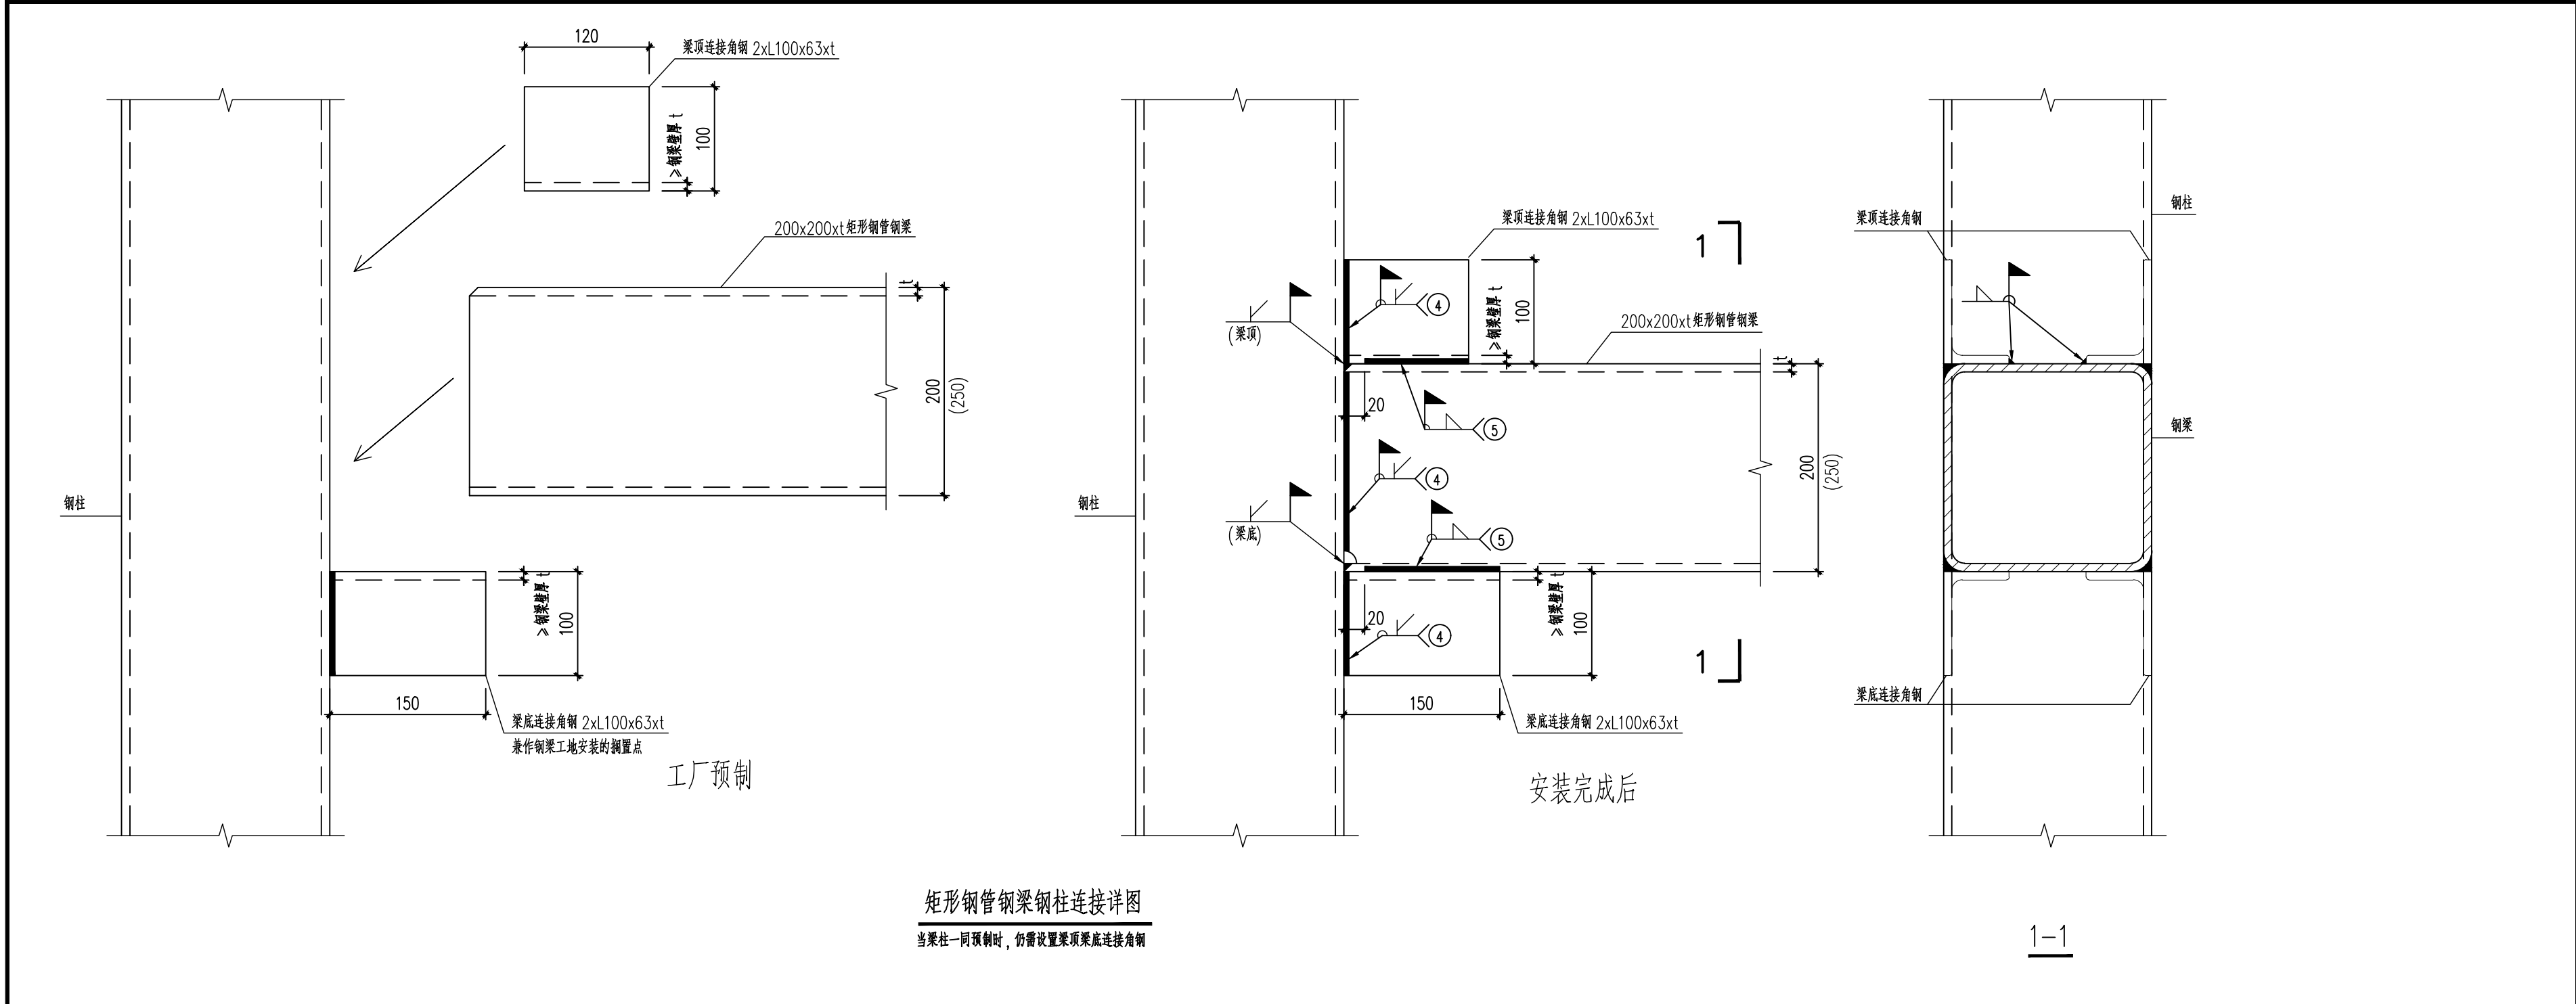 120
梁顶连接角钢 2xL100x63xt
≥钢梁壁厚 t
100
200x200xt矩形钢管钢梁
t
200
(250)
钢柱
≥钢梁壁厚 t
100
150
梁底连接角钢 2xL100x63xt
兼作钢梁工地安装的搁置点
工厂预制
梁顶连接角钢 2xL100x63xt
1
(梁顶)
4
≥钢梁壁厚 t
100
200x200xt矩形钢管钢梁
t
20
5
4
200
(250)
钢柱
(梁底)
5
20
4
≥钢梁壁厚 t
100
1
150
梁底连接角钢 2xL100x63xt
安装完成后
钢柱
梁顶连接角钢
钢梁
梁底连接角钢
矩形钢管钢梁钢柱连接详图
当梁柱一同预制时，仍需设置梁顶梁底连接角钢
1-1